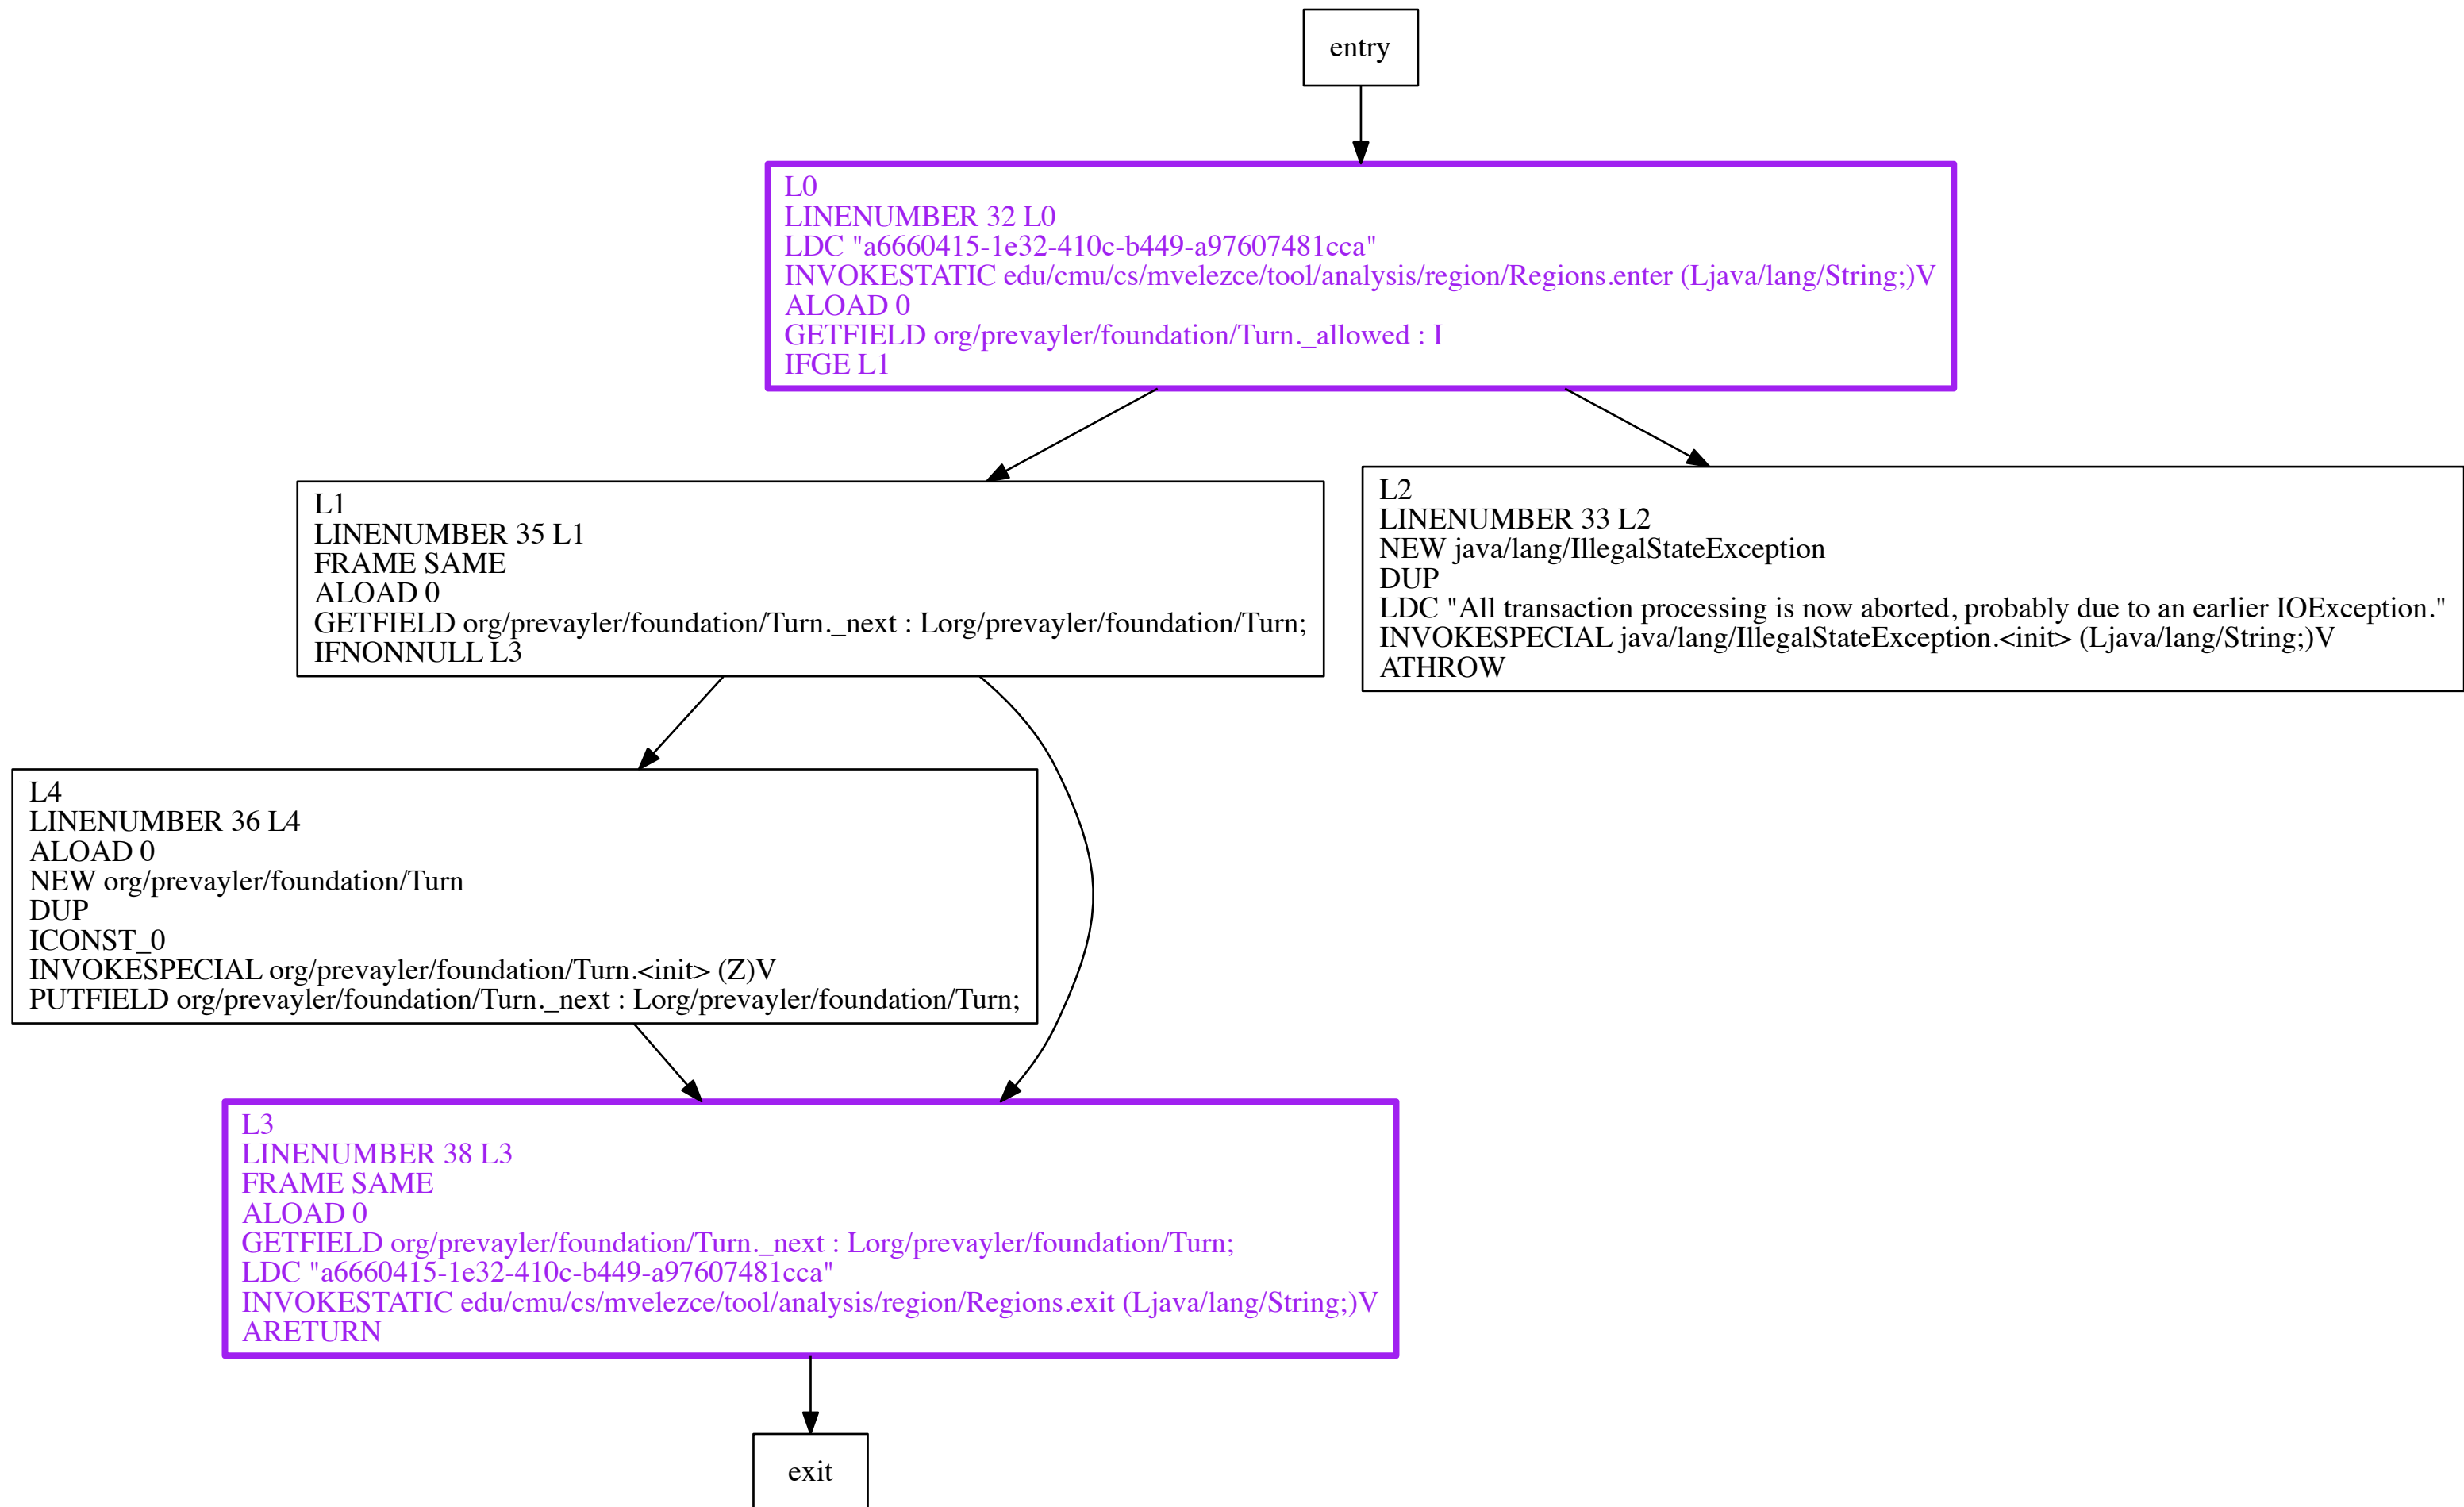 entry
L0
LINENUMBER 32 L0
LDC "a6660415-1e32-410c-b449-a97607481cca"
INVOKESTATIC edu/cmu/cs/mvelezce/tool/analysis/region/Regions.enter (Ljava/lang/String;)V
ALOAD 0
GETFIELD org/prevayler/foundation/Turn._allowed : I
IFGE L1
L1
LINENUMBER 35 L1
FRAME SAME
ALOAD 0
GETFIELD org/prevayler/foundation/Turn._next : Lorg/prevayler/foundation/Turn;
IFNONNULL L3
L2
LINENUMBER 33 L2
NEW java/lang/IllegalStateException
DUP
LDC "All transaction processing is now aborted, probably due to an earlier IOException."
INVOKESPECIAL java/lang/IllegalStateException.<init> (Ljava/lang/String;)V
ATHROW
L4
LINENUMBER 36 L4
ALOAD 0
NEW org/prevayler/foundation/Turn
DUP
ICONST_0
INVOKESPECIAL org/prevayler/foundation/Turn.<init> (Z)V
PUTFIELD org/prevayler/foundation/Turn._next : Lorg/prevayler/foundation/Turn;
L3
LINENUMBER 38 L3
FRAME SAME
ALOAD 0
GETFIELD org/prevayler/foundation/Turn._next : Lorg/prevayler/foundation/Turn;
LDC "a6660415-1e32-410c-b449-a97607481cca"
INVOKESTATIC edu/cmu/cs/mvelezce/tool/analysis/region/Regions.exit (Ljava/lang/String;)V
ARETURN
exit